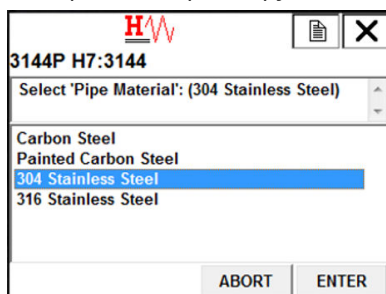 H
3144P H7:3144
Select 'Pipe Material': (304 Stainless Steel)
Carbon Steel
Painted Carbon Steel
304 Stainless Steel
316 Stainless Steel
ABORT ENTER